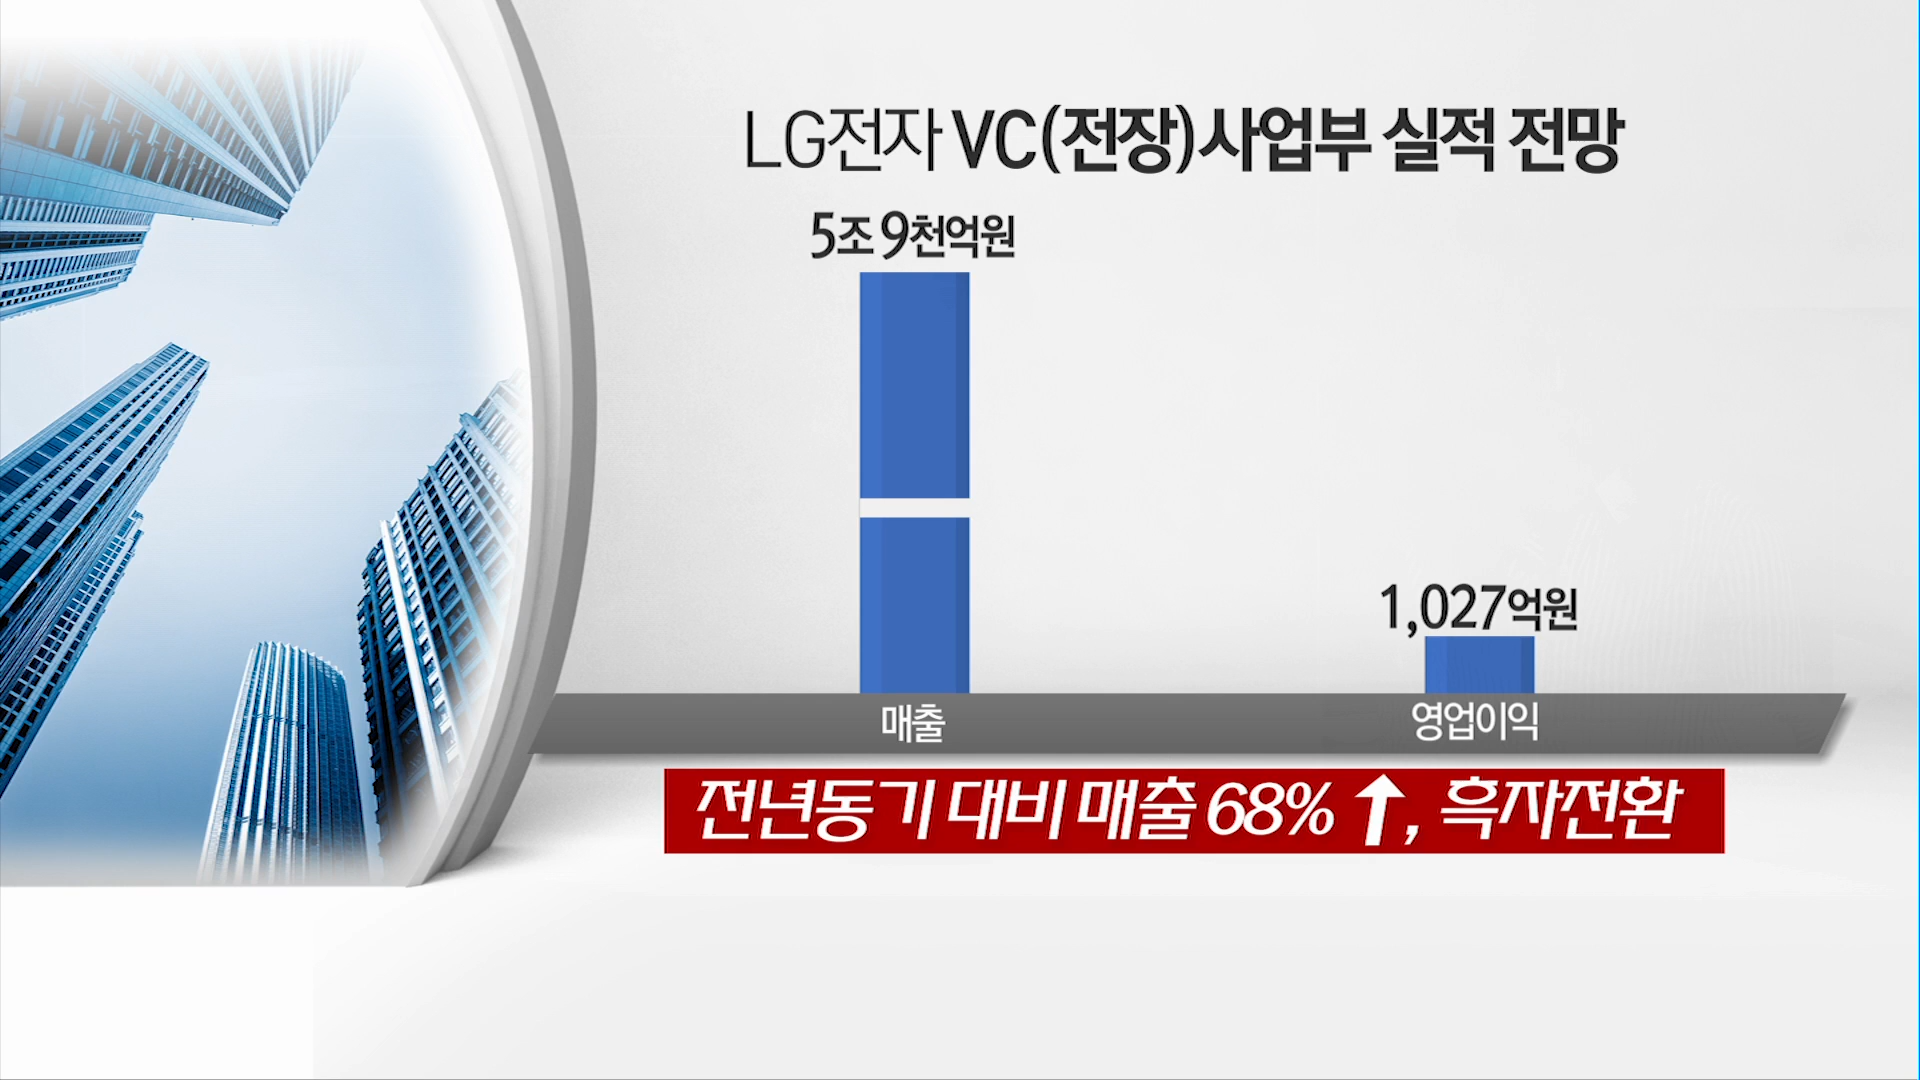 LG전자 VC(전장)사업부 실적 전망
5조 9천억원
1,027억원
매출
영업이익
전년동기 대비 매출 68% ↑, 흑자전환